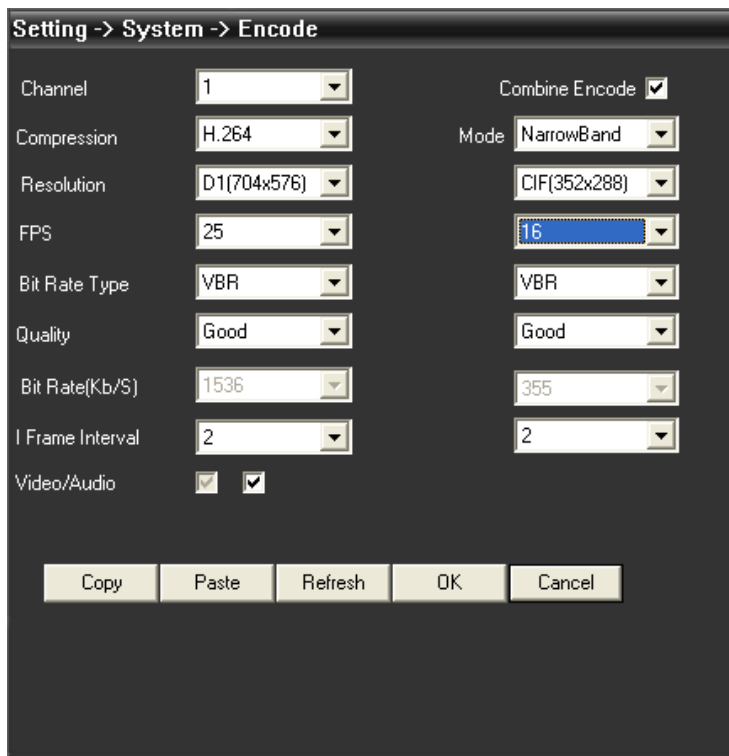 Setting -> System -> Encode
Channel 1 Combine Encode
Compression H.264 Mode NarrowBand
Resolution D1(704x576) CIF(352x288)
FPS 25 16
Bit Rate Type VBR VBR
Quality Good Good
Bit Rate(Kb/S) 1536 355
I Frame Interval 2 2
Video/Audio
Copy Paste Refresh OK Cancel